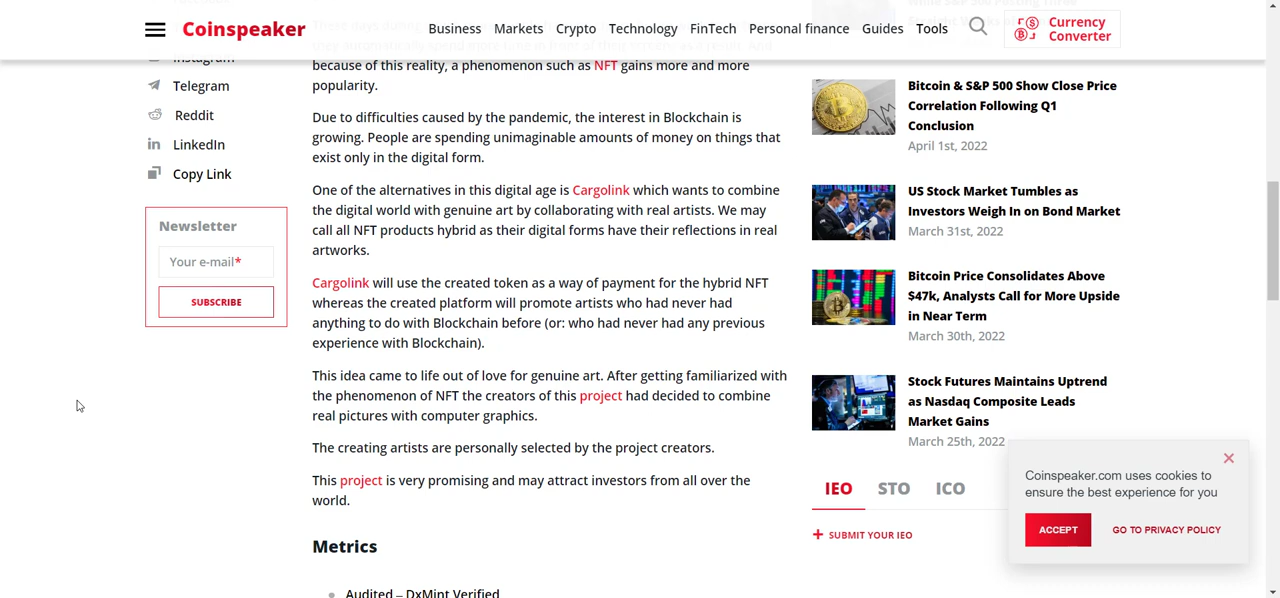 Coinspeaker
Business Markets Crypto Technology FinTech Personal finance Guides Tools
Currency
Converter
Instagram
Telegram
Reddit
LinkedIn
Copy Link
Newsletter
Your e-mail*
SUBSCRIBE
because of this reality, a phenomenon such as NFT gains more and more
popularity.
Due to difficulties caused by the pandemic, the interest in Blockchain is
growing. People are spending unimaginable amounts of money on things that
exist only in the digital form.
One of the alternatives in this digital age is Cargolink which wants to combine
the digital world with genuine art by collaborating with real artists. We may
call all NFT products hybrid as their digital forms have their reflections in real
artworks.
Cargolink will use the created token as a way of payment for the hybrid NFT
whereas the created platform will promote artists who had never had
anything to do with Blockchain before (or: who had never had any previous
experience with Blockchain).
This idea came to life out of love for genuine art. After getting familiarized with
the phenomenon of NFT the creators of this project had decided to combine
real pictures with computer graphics.
The creating artists are personally selected by the project creators.
This project is very promising and may attract investors from all over the
world.
Metrics
Audited – DxMint Verified
Bitcoin & S&P 500 Show Close Price
Correlation Following Q1
Conclusion
April 1st, 2022
US Stock Market Tumbles as
Investors Weigh In on Bond Market
March 31st, 2022
Bitcoin Price Consolidates Above
$47k, Analysts Call for More Upside
in Near Term
March 30th, 2022
Stock Futures Maintains Uptrend
as Nasdaq Composite Leads
Market Gains
March 25th, 2022
IEO STO ICO
+ SUBMIT YOUR IEO
Coinspeaker.com uses cookies to
ensure the best experience for you
ACCEPT GO TO PRIVACY POLICY